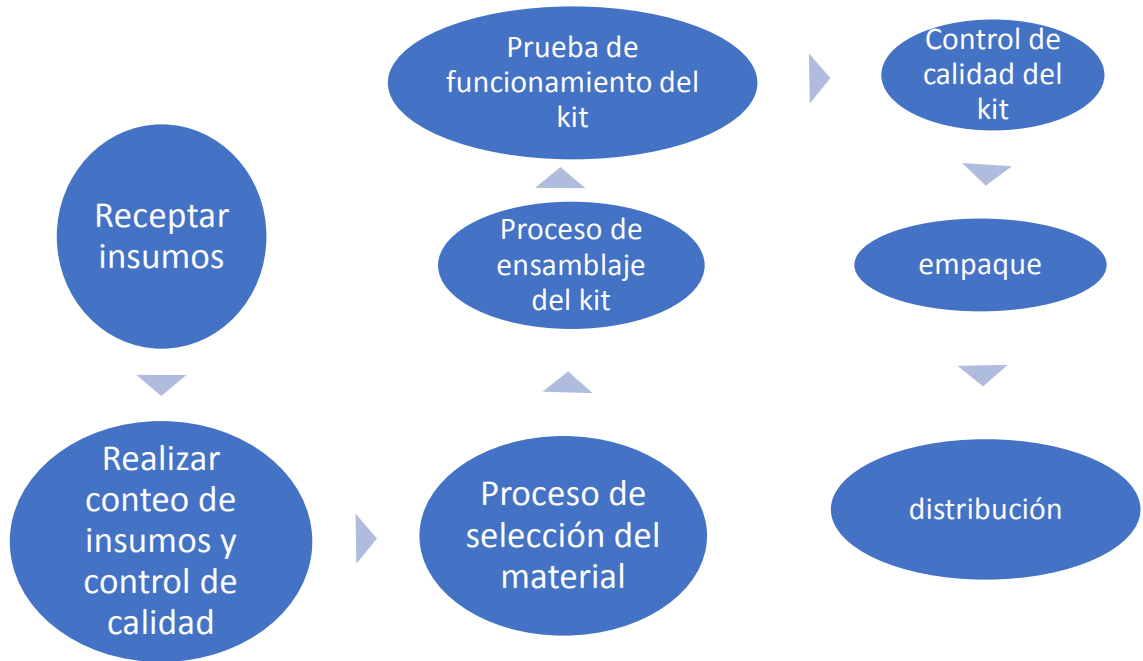 Receptar
insumos
Realizar
conteo de
insumos y
control de
calidad
Proceso de
selección del
material
Proceso de
ensamblaje
del kit
Prueba de
funcionamiento del
kit
Control de
calidad del
kit
empaque
distribución